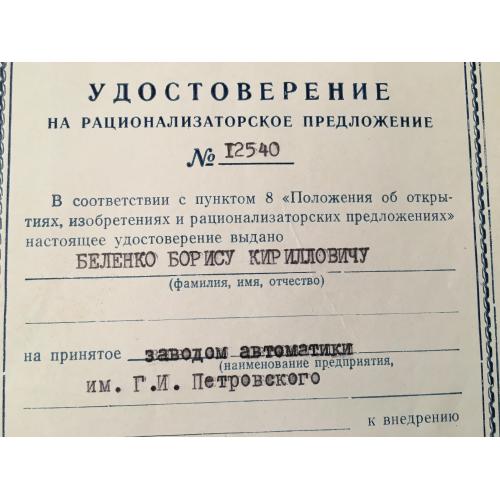 УДОСТОВЕРЕНИЕ
НА РАЦИОНАЛИЗАТОРСКОЕ ПРЕДЛОЖЕНИЕ
№ I2540
В соответствии с пунктом 8 «Положения об откры-
тиях, изобретениях и рационализаторских предложениях»
настоящее удостоверение выдано
БЕЛЕНКО БОРИСУ КИРИЛЛОВИЧУ
(фамилия, имя, отчество)
на принятое заводом автоматики
(наименование предприятия,
им. Г.И. Петровского
к внедрению